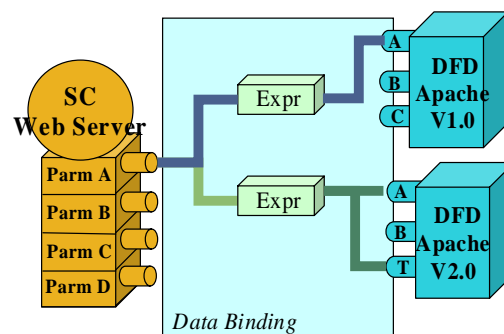 SC
Web Server
Parm A
Parm B
Parm C
Parm D
Expr
Expr
Data Binding
A
B
C
DFD
Apache
V1.0
A
B
T
DFD
Apache
V2.0